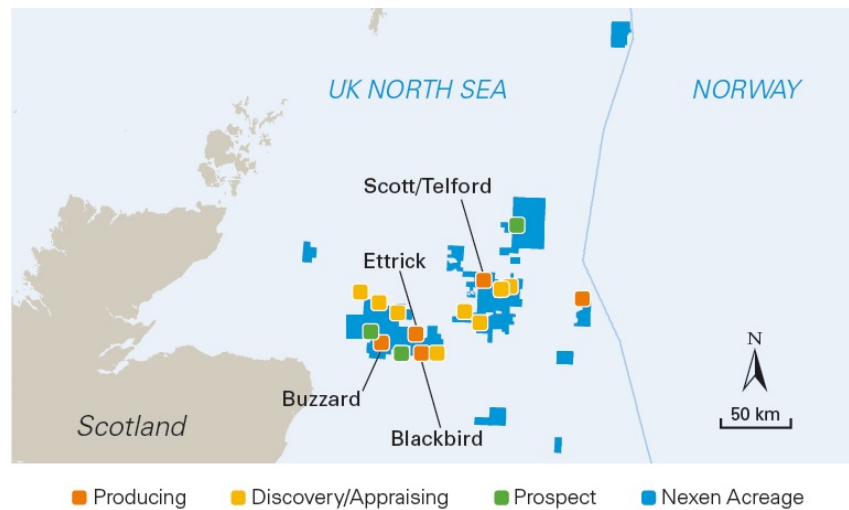 UK NORTH SEA
NORWAY
Scott/Telford
Ettrick
N
50 km
Buzzard
Scotland
Blackbird
Producing
Discovery/Appraising
Prospect
Nexen Acreage